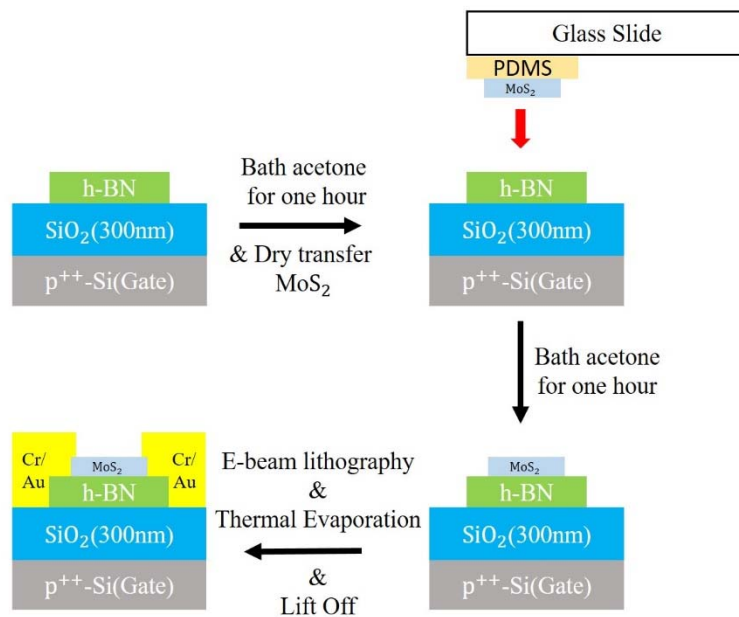 Glass Slide
PDMS
MoS₂
h-BN
SiO₂(300nm)
p⁺⁺-Si(Gate)
Bath acetone
for one hour
& Dry transfer
MoS₂
h-BN
SiO₂(300nm)
p⁺⁺-Si(Gate)
Bath acetone
for one hour
Cr/
Au
MoS₂
Cr/
Au
h-BN
SiO₂(300nm)
p⁺⁺-Si(Gate)
E-beam lithography
&
Thermal Evaporation
&
Lift Off
MoS₂
h-BN
SiO₂(300nm)
p⁺⁺-Si(Gate)